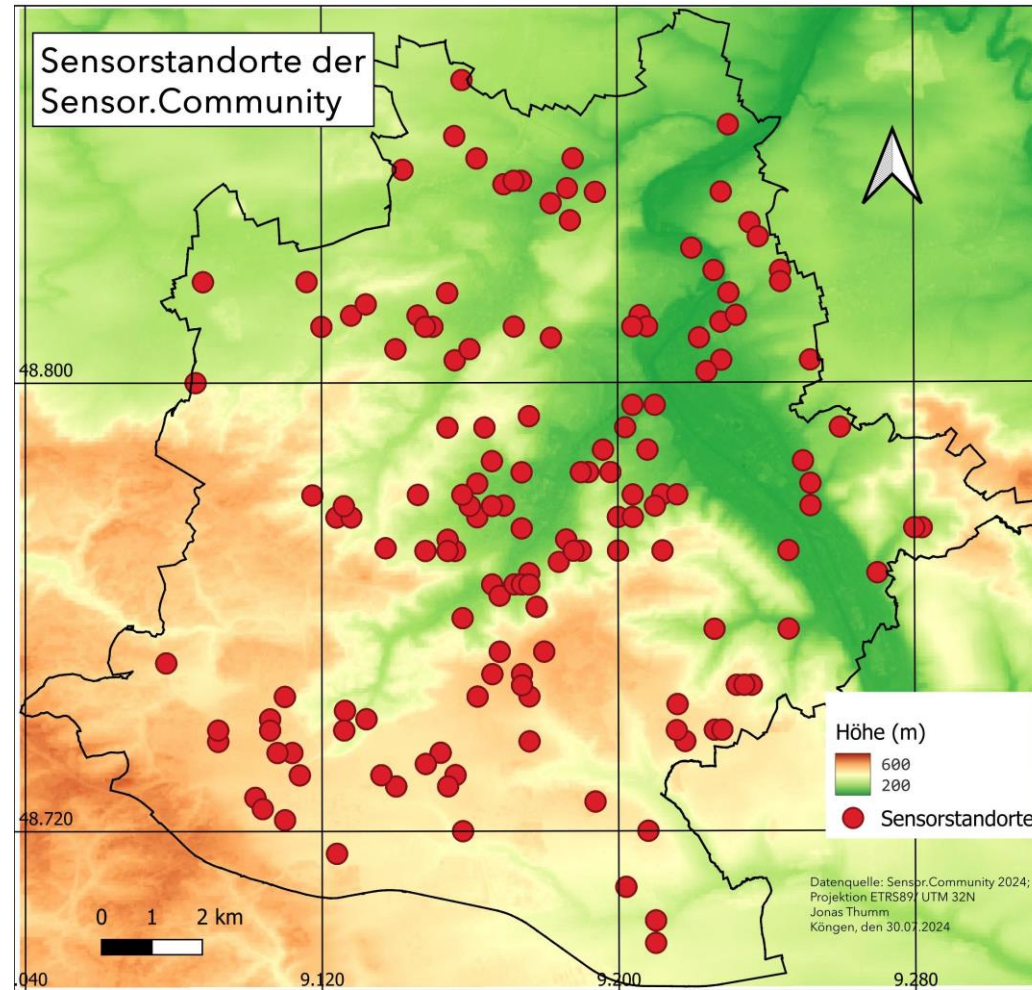 Sensorstandorte der
Sensor.Community
48.800
Höhe (m)
600
200
Sensorstandorte
48.720
Datenquelle: Sensor.Community 2024;
Projektion ETRS89/ UTM 32N
Jonas Thumm
Köngen, den 30.07.2024
0 1 2 km
.040 9.120 9.200 9.280